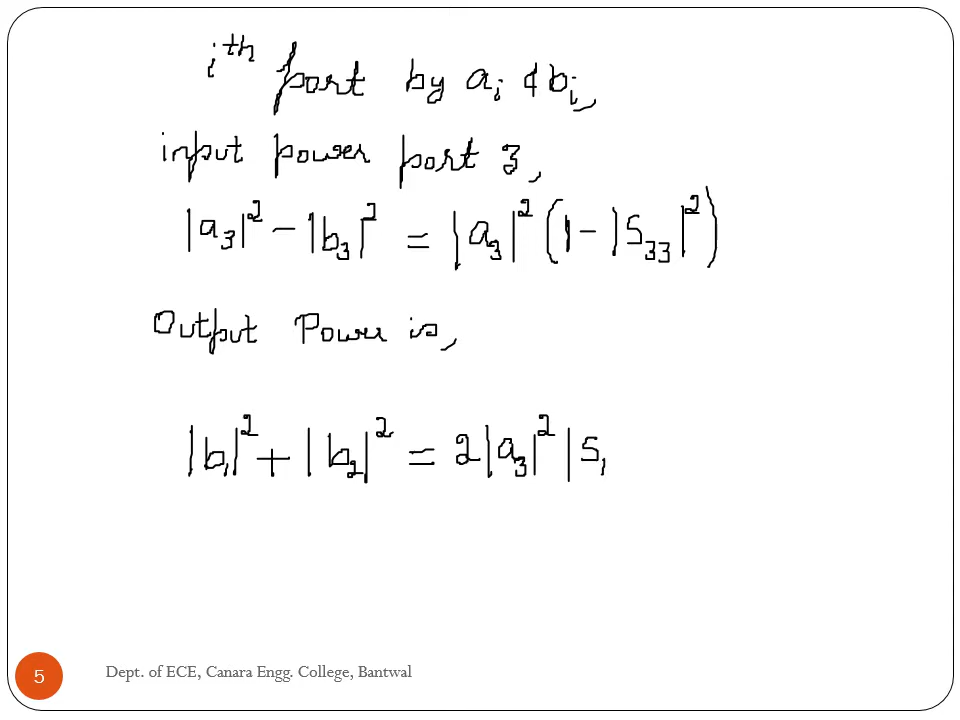 iᵗʰ port by aᵢ & bᵢ,
input power port 3,
|a₃|² - |b₃|² = |a₃|² (1 - |S₃₃|²)
Output Power is,
|b₁|² + |b₂|² = 2|a₃|² |S₁
5
Dept. of ECE, Canara Engg. College, Bantwal